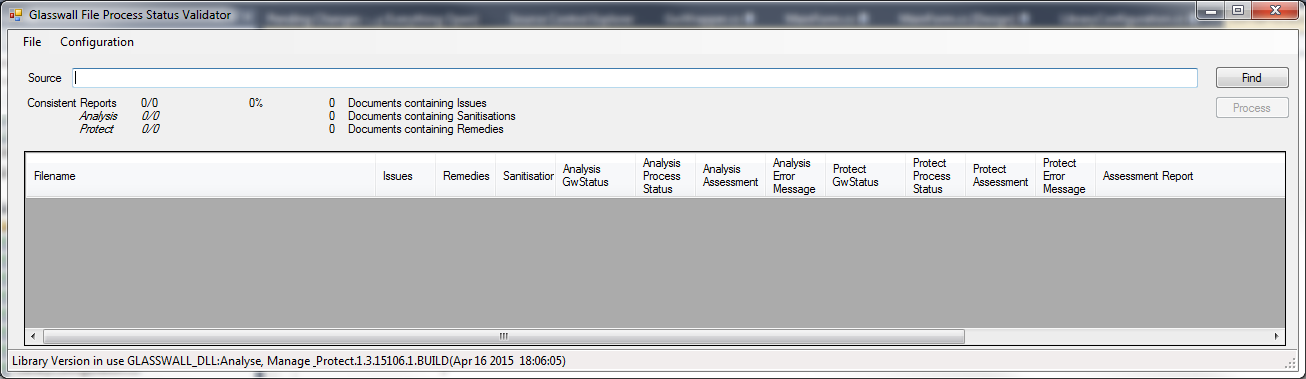 Glasswall File Process Status Validator
File Configuration
Source Find
Consistent Reports 0/0 0% 0 Documents containing Issues
Analysis 0/0 0 Documents containing Sanitisations
Protect 0/0 0 Documents containing Remedies
Process
Filename Issues Remedies Sanitisation Analysis GwStatus Analysis Process Status Analysis Assessment Analysis Error Message Protect GwStatus Protect Process Status Protect Assessment Protect Error Message Assessment Report
Library Version in use GLASSWALL_DLL:Analyse, Manage _Protect.1.3.15106.1.BUILD(Apr 16 2015 18:06:05)